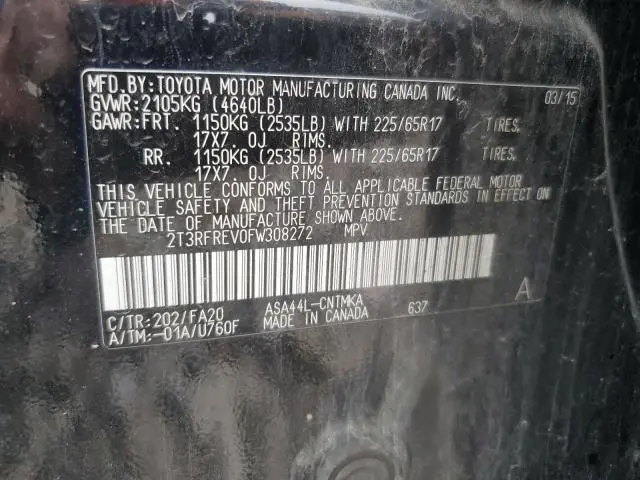 MFD.BY:TOYOTA MOTOR MANUFACTURING CANADA INC. 03/15
GVWR:2105KG (4640LB)
GAWR:FRT. 1150KG (2535LB) WITH 225/65R17 TIRES,
17X7. 0J RIMS.
RR. 1150KG (2535LB) WITH 225/65R17 TIRES,
17X7. 0J RIMS.
THIS VEHICLE CONFORMS TO ALL APPLICABLE FEDERAL MOTOR
VEHICLE SAFETY AND THEFT PREVENTION STANDARDS IN EFFECT ON
THE DATE OF MANUFACTURE SHOWN ABOVE.
2T3RFREV0FW308272 MPV
C/TR:202/FA20 ASA44L-CNTMKA 637 A
A/TM:-01A/U760F MADE IN CANADA